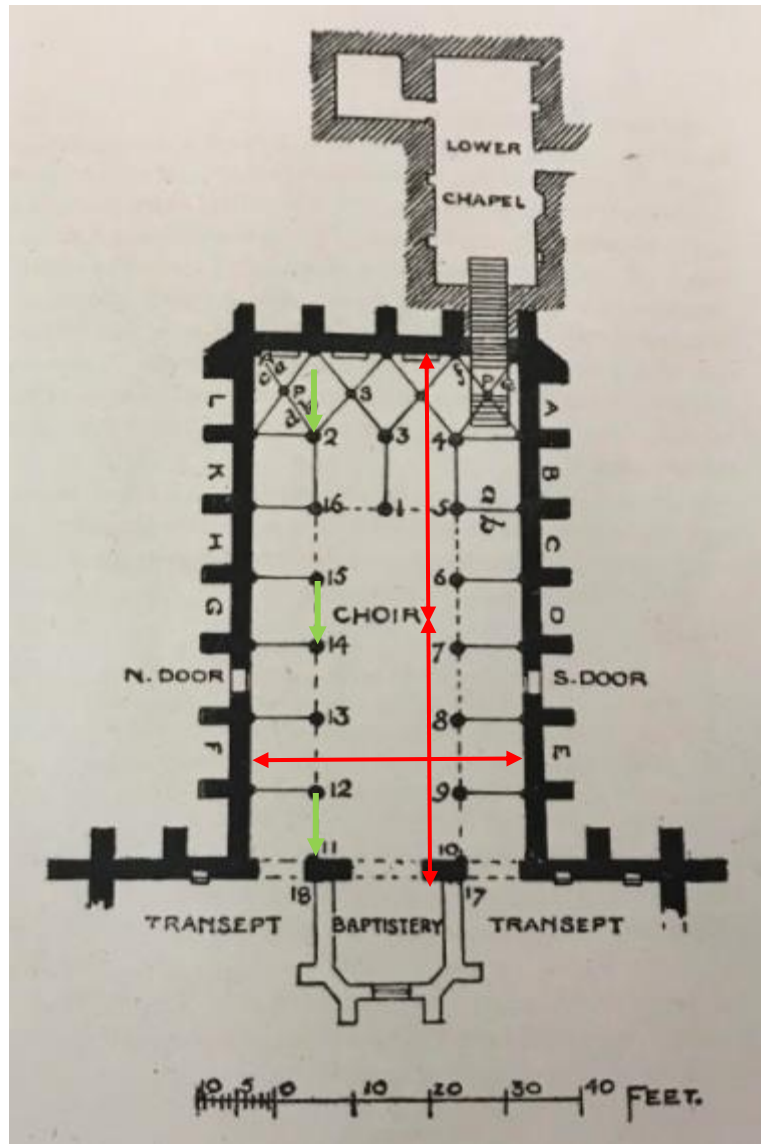 LOWER
CHAPEL
c a P d b S S P a
L A
2 3 4
K B
a b
16 1 5
H C
15 6
G CHOIR D
14 7
N. DOOR S. DOOR
13 8
F E
12 9
11 10
18 17
TRANSEPT BAPTISTERY TRANSEPT
10 5 0 10 20 30 40 FEET.